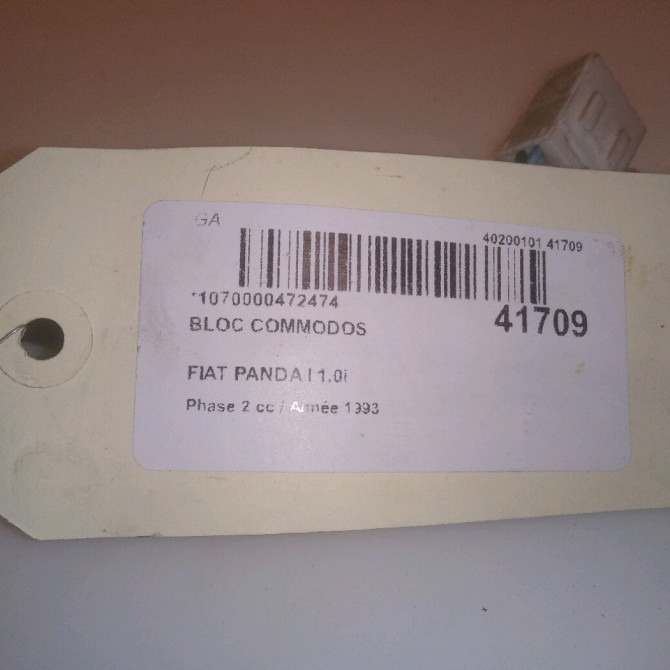 GA
40200101 41709
*1070000472474
41709
BLOC COMMODOS
FIAT PANDA I 1.0i
Phase 2 cc / Année 1993